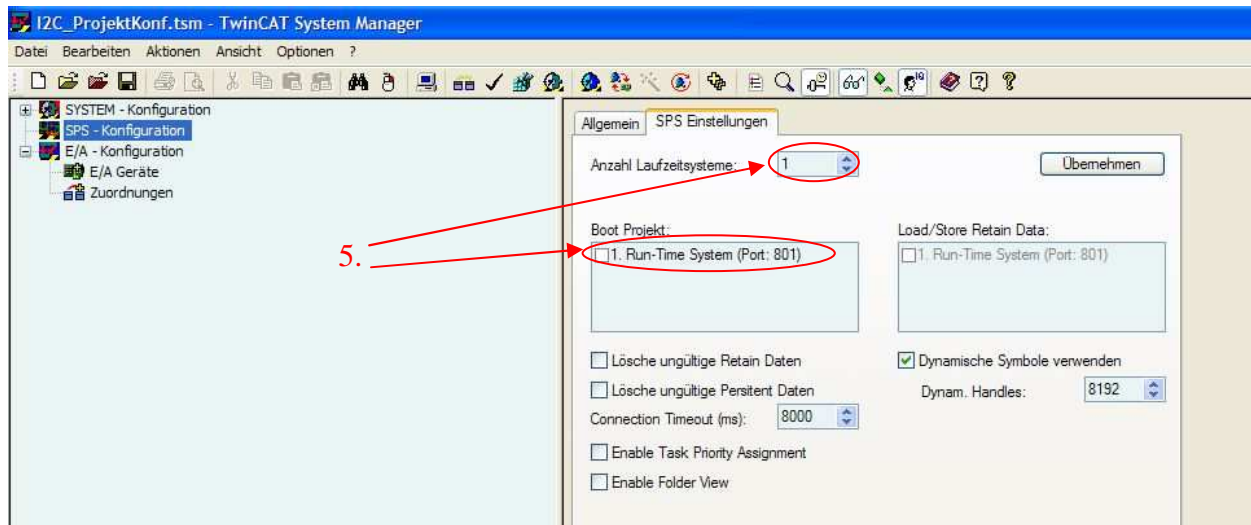 I2C_ProjektKonf.tsm - TwinCAT System Manager
Datei Bearbeiten Aktionen Ansicht Optionen ?
SYSTEM - Konfiguration
SPS - Konfiguration
E/A - Konfiguration
E/A Geräte
Zuordnungen
Allgemein SPS Einstellungen
Anzahl Laufzeitsysteme: 1 Übernehmen
5.
Boot Projekt: Load/Store Retain Data:
1. Run-Time System (Port: 801) 1. Run-Time System (Port: 801)
Lösche ungültige Retain Daten Dynamische Symbole verwenden
Lösche ungültige Persitent Daten Dynam. Handles: 8192
Connection Timeout (ms): 8000
Enable Task Priority Assignment
Enable Folder View